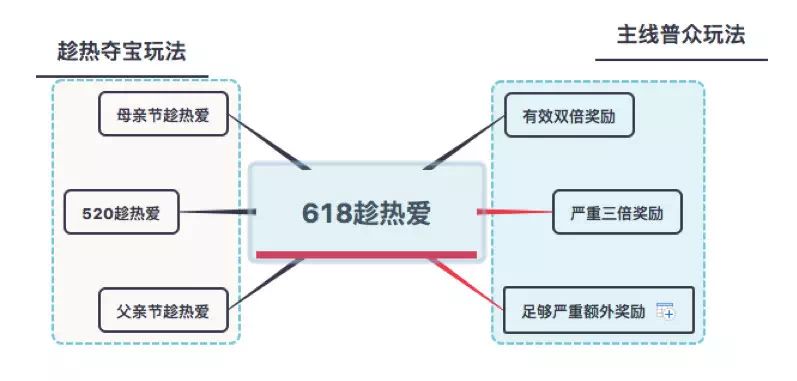 趁热夺宝玩法
母亲节趁热爱
520趁热爱
父亲节趁热爱
618趁热爱
主线普众玩法
有效双倍奖励
严重三倍奖励
足够严重额外奖励